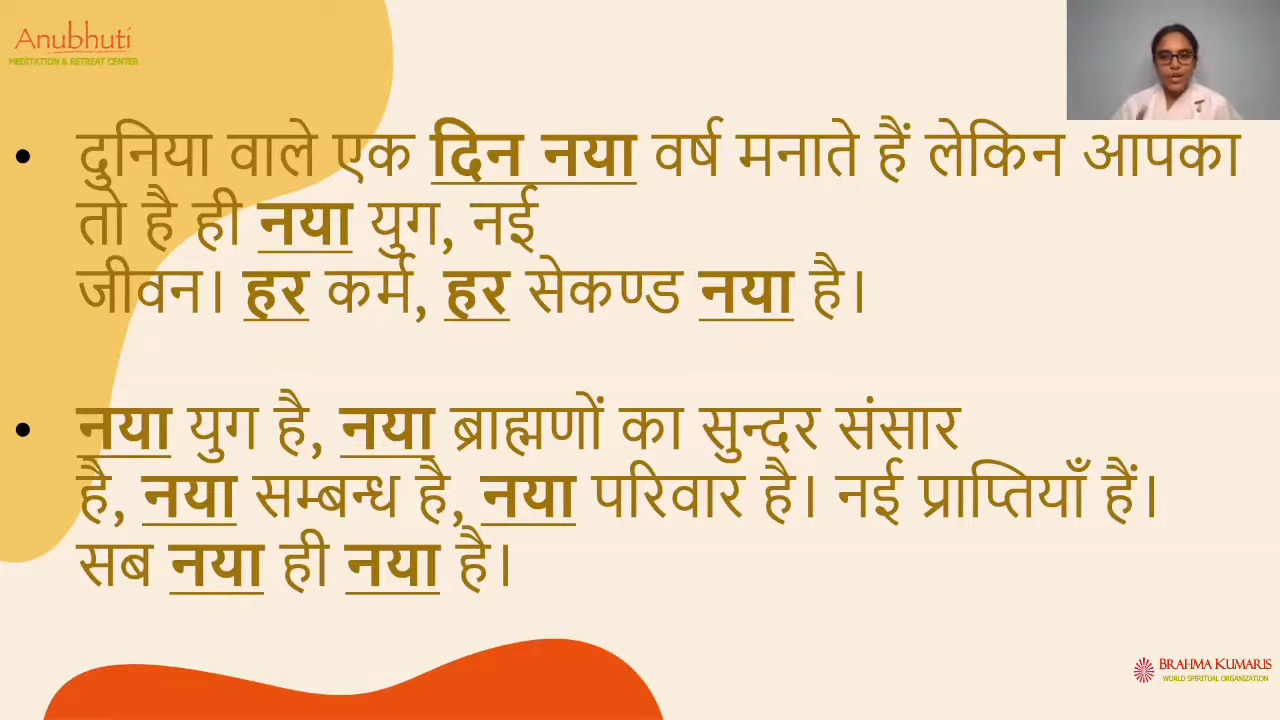 Anubhuti
MEDITATION & RETREAT CENTER
• दुनिया वाले एक दिन नया वर्ष मनाते हैं लेकिन आपका
तो है ही नया युग, नई
जीवन। हर कर्म, हर सेकण्ड नया है।
• नया युग है, नया ब्राह्मणों का सुन्दर संसार
है, नया सम्बन्ध है, नया परिवार है। नई प्राप्तियाँ हैं।
सब नया ही नया है।
BRAHMA KUMARIS
WORLD SPIRITUAL ORGANIZATION